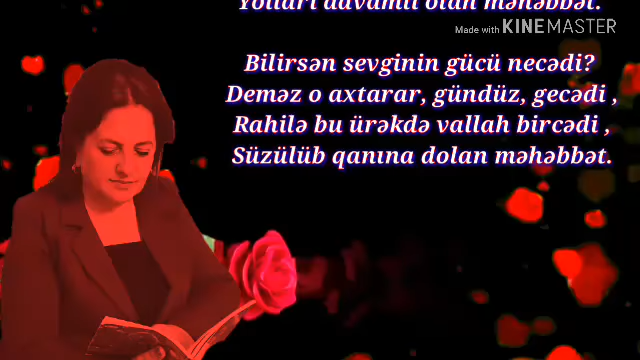 Yolları davamlı olan məhəbbət.
Made with KINEMASTER
Bilirsən sevginin gücü necədi?
Deməz o axtarar, gündüz, gecədi ,
Rahilə bu ürəkdə vallah bircədi ,
Süzülüb qanına dolan məhəbbət.